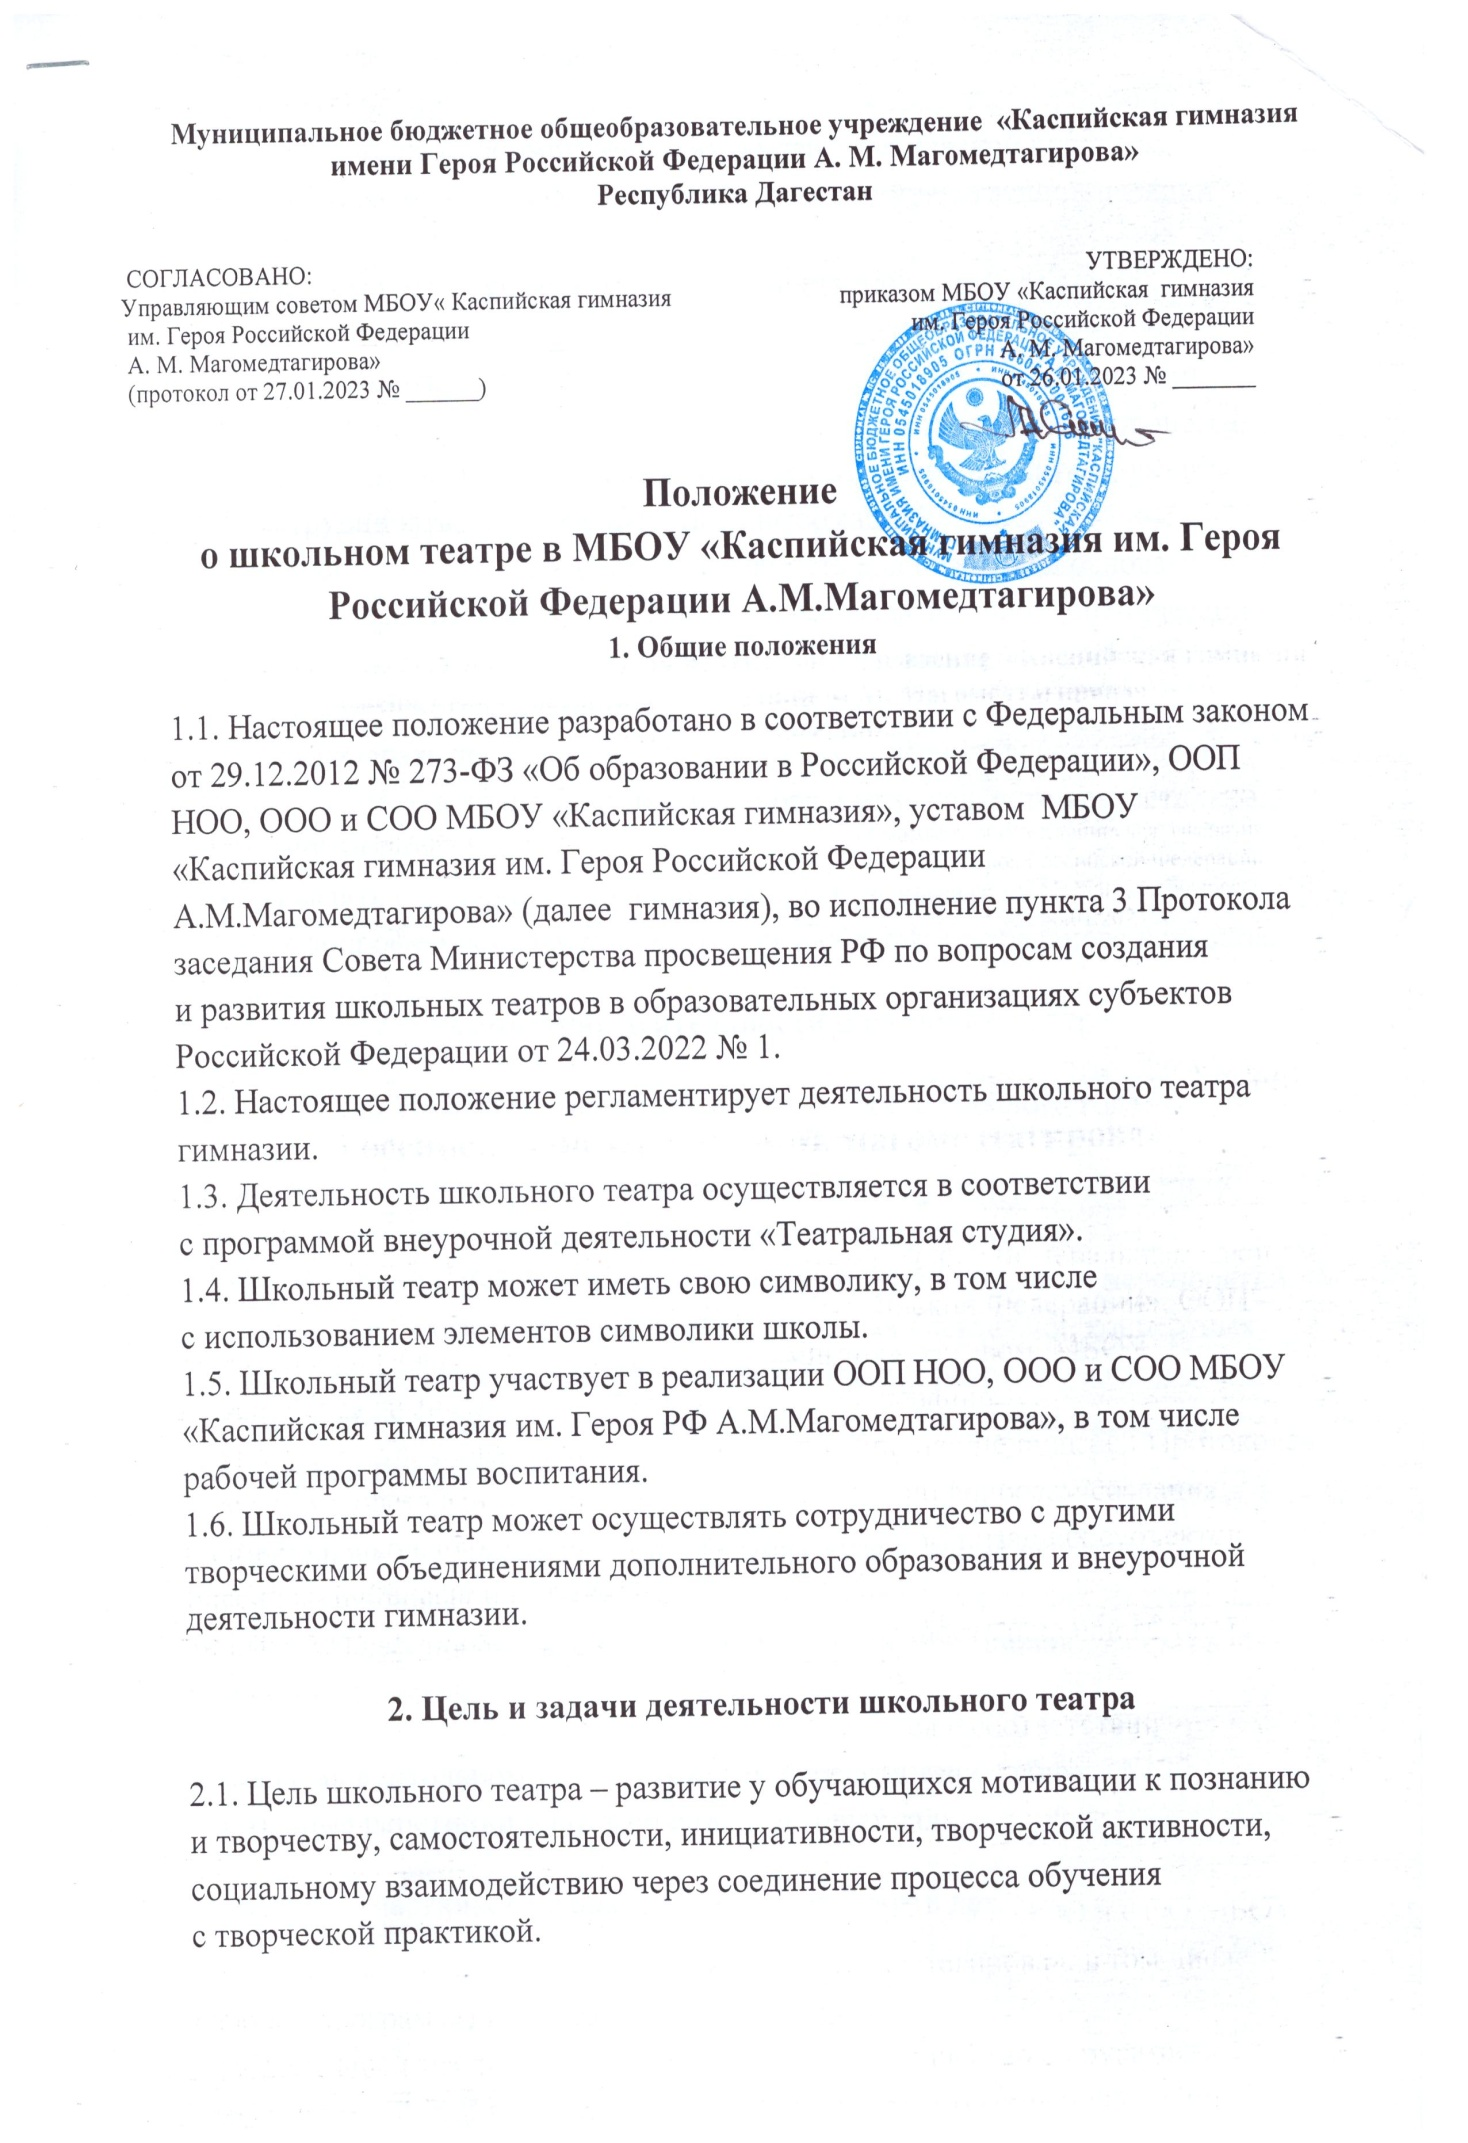 Муниципальное бюджетное общеобразовательное учреждение «Каспийская гимназия
имени Героя Российской Федерации А. М. Магомедтагирова»
Республика Дагестан
СОГЛАСОВАНО:
Управляющим советом МБОУ« Каспийская гимназия
им. Героя Российской Федерации
А. М. Магомедтагирова»
(протокол от 27.01.2023 № ______)
УТВЕРЖДЕНО:
приказом МБОУ «Каспийская гимназия
им. Героя Российской Федерации
А. М. Магомедтагирова»
от 26.01.2023 № _______
ИНН 0545018905 ОГРН
Положение
о школьном театре в МБОУ «Каспийская гимназия им. Героя
Российской Федерации А.М.Магомедтагирова»
1. Общие положения
1.1. Настоящее положение разработано в соответствии с Федеральным законом
от 29.12.2012 № 273-ФЗ «Об образовании в Российской Федерации», ООП
НОО, ООО и СОО МБОУ «Каспийская гимназия», уставом МБОУ
«Каспийская гимназия им. Героя Российской Федерации
А.М.Магомедтагирова» (далее гимназия), во исполнение пункта 3 Протокола
заседания Совета Министерства просвещения РФ по вопросам создания
и развития школьных театров в образовательных организациях субъектов
Российской Федерации от 24.03.2022 № 1.
1.2. Настоящее положение регламентирует деятельность школьного театра
гимназии.
1.3. Деятельность школьного театра осуществляется в соответствии
с программой внеурочной деятельности «Театральная студия».
1.4. Школьный театр может иметь свою символику, в том числе
с использованием элементов символики школы.
1.5. Школьный театр участвует в реализации ООП НОО, ООО и СОО МБОУ
«Каспийская гимназия им. Героя РФ А.М.Магомедтагирова», в том числе
рабочей программы воспитания.
1.6. Школьный театр может осуществлять сотрудничество с другими
творческими объединениями дополнительного образования и внеурочной
деятельности гимназии.
2. Цель и задачи деятельности школьного театра
2.1. Цель школьного театра – развитие у обучающихся мотивации к познанию
и творчеству, самостоятельности, инициативности, творческой активности,
социальному взаимодействию через соединение процесса обучения
с творческой практикой.